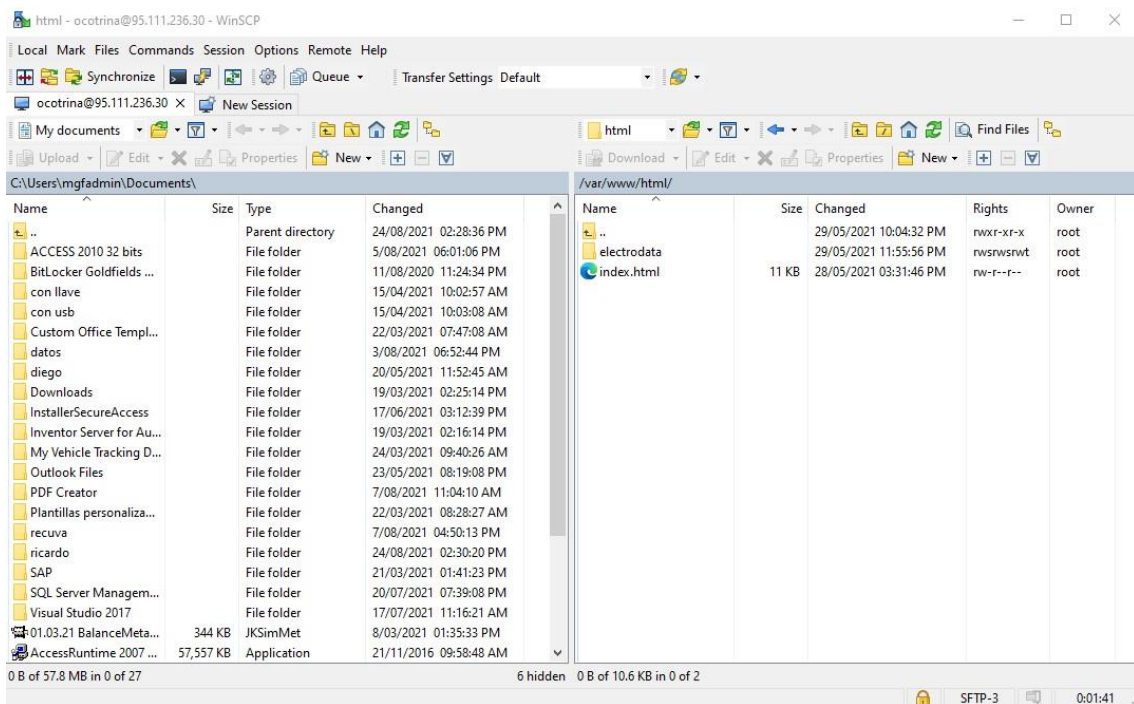 html - ocotrina@95.111.236.30 - WinSCP
Local Mark Files Commands Session Options Remote Help
Synchronize Queue Transfer Settings Default
ocotrina@95.111.236.30 New Session
My documents html Find Files
Upload Edit Properties New Download Edit Properties New
C:\Users\mgfadmin\Documents\ /var/www/html/
Name Size Type Changed Name Size Changed Rights Owner
.. Parent directory 24/08/2021 02:28:36 PM .. 29/05/2021 10:04:32 PM rwxr-xr-x root
ACCESS 2010 32 bits File folder 5/08/2021 06:01:06 PM electrodata 29/05/2021 11:55:56 PM rwsrwsrwt root
BitLocker Goldfields ... File folder 11/08/2020 11:24:34 PM index.html 11 KB 28/05/2021 03:31:46 PM rw-r--r-- root
con llave File folder 15/04/2021 10:02:57 AM
con usb File folder 15/04/2021 10:03:08 AM
Custom Office Templ... File folder 22/03/2021 07:47:08 AM
datos File folder 3/08/2021 06:52:44 PM
diego File folder 20/05/2021 11:52:45 AM
Downloads File folder 19/03/2021 02:25:14 PM
InstallerSecureAccess File folder 17/06/2021 03:12:39 PM
Inventor Server for Au... File folder 19/03/2021 02:16:14 PM
My Vehicle Tracking D... File folder 24/03/2021 09:40:26 AM
Outlook Files File folder 23/05/2021 08:19:08 PM
PDF Creator File folder 7/08/2021 11:04:10 AM
Plantillas personaliza... File folder 22/03/2021 08:28:27 AM
recuva File folder 7/08/2021 04:50:13 PM
ricardo File folder 24/08/2021 02:30:20 PM
SAP File folder 21/03/2021 01:41:23 PM
SQL Server Managem... File folder 20/07/2021 07:39:08 PM
Visual Studio 2017 File folder 17/07/2021 11:16:21 AM
01.03.21 BalanceMeta... 344 KB JKSimMet 8/03/2021 01:35:33 PM
AccessRuntime 2007 ... 57,557 KB Application 21/11/2016 09:58:48 AM
0 B of 57.8 MB in 0 of 27 6 hidden 0 B of 10.6 KB in 0 of 2
SFTP-3 0:01:41